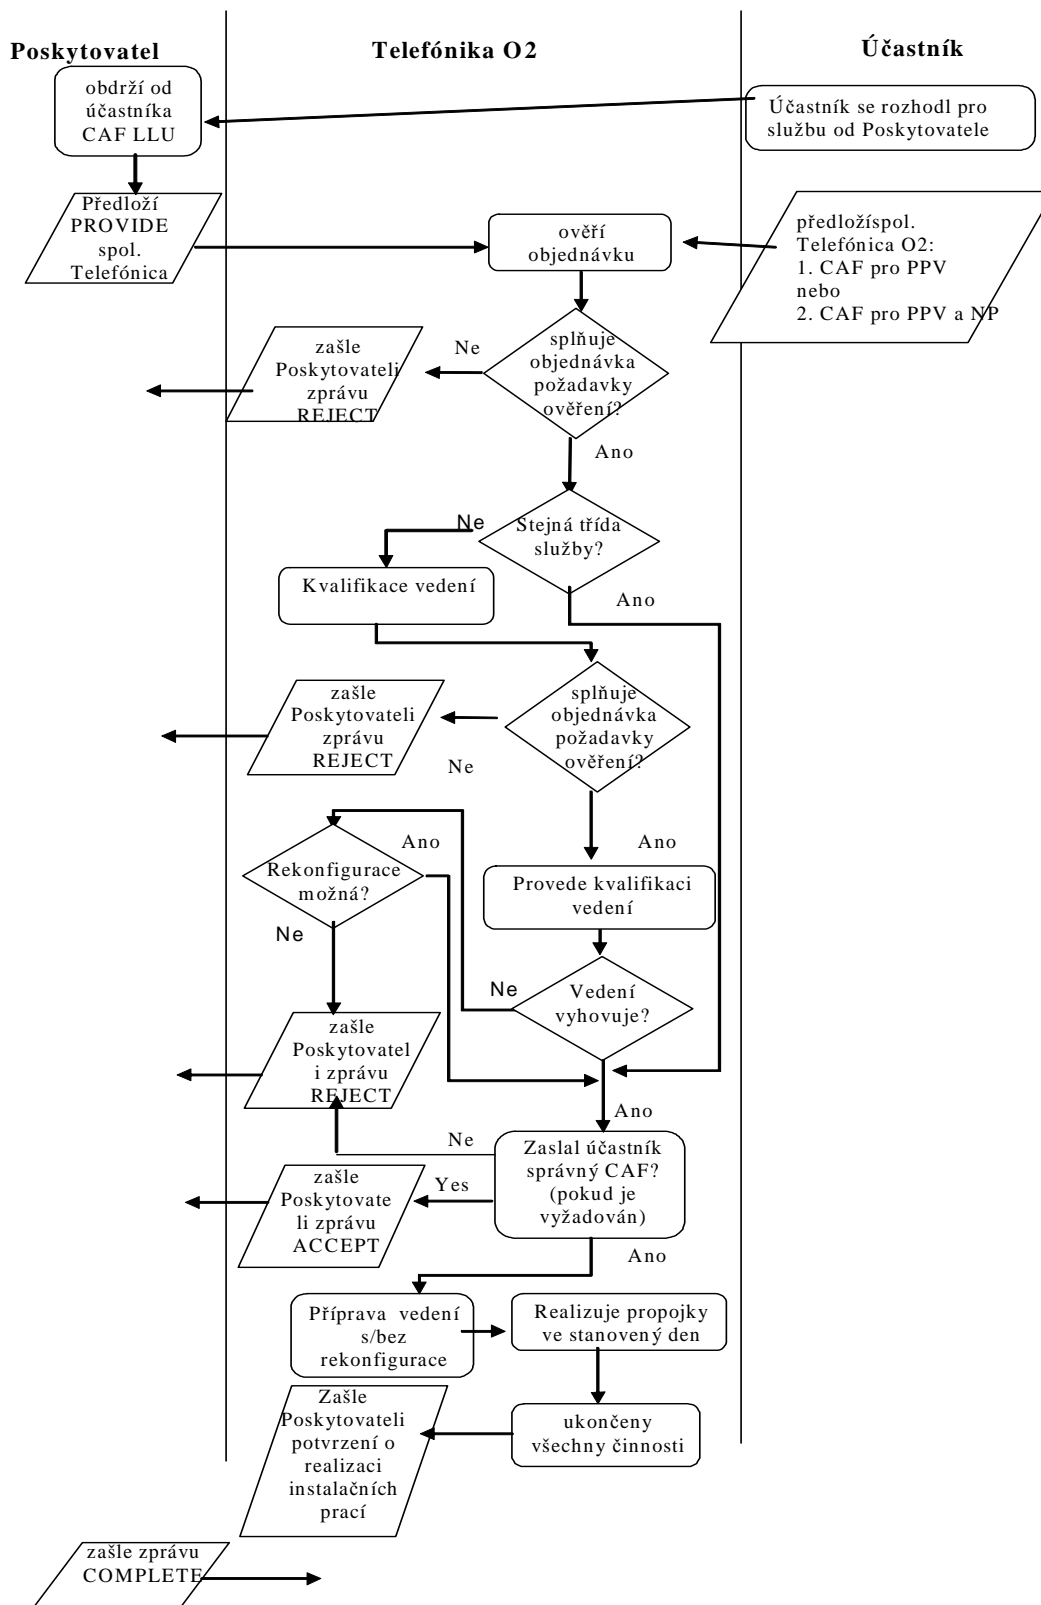 Poskytovatel
Telefónika O2
Účastník
obdrží od
účastníka
CAF LLU
Účastník se rozhodl pro
službu od Poskytovatele
Předloží
PROVIDE
spol.
Telefónica
ověří
objednávku
předložíspol.
Telefónica O2:
1. CAF pro PPV
nebo
2. CAF pro PPV a NP
zašle
Poskytovateli
zprávu
REJECT
Ne
splňuje
objednávka
požadavky
ověření?
Ano
Ne
Stejná třída
služby?
Kvalifikace vedení
Ano
zašle
Poskytovateli
zprávu
REJECT
Ne
splňuje
objednávka
požadavky
ověření?
Ano
Ano
Rekonfigurace
možná?
Ne
Provede kvalifikaci
vedení
Ne
Vedení
vyhovuje?
zašle
Poskytovatel
i zprávu
REJECT
Ano
Ne
Zaslal účastník
správný CAF?
(pokud je
vyžadován)
Yes
zašle
Poskytovate
li zprávu
ACCEPT
Ano
Příprava vedení
s/bez
rekonfigurace
Realizuje propojky
ve stanovený den
Zašle
Poskytovateli
potvrzení o
realizaci
instalačních
prací
ukončeny
všechny činnosti
zašle zprávu
COMPLETE